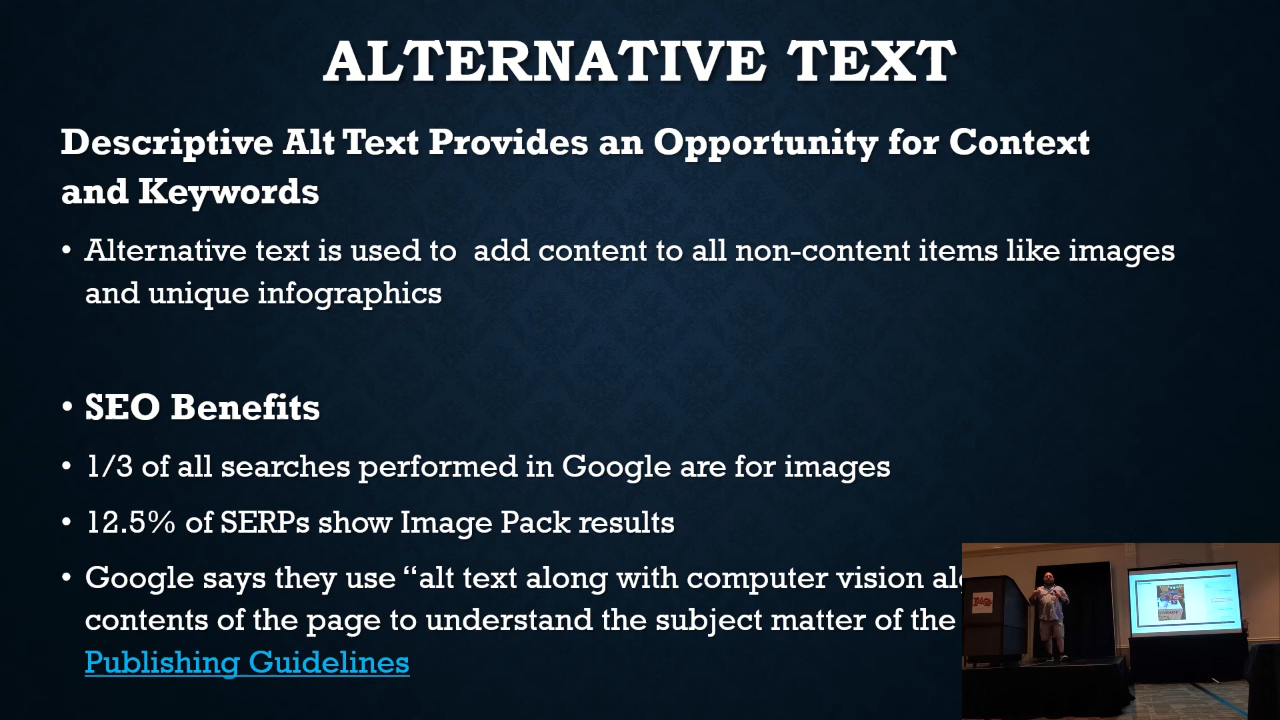 ALTERNATIVE TEXT
Descriptive Alt Text Provides an Opportunity for Context
and Keywords
• Alternative text is used to  add content to all non-content items like images
and unique infographics
• SEO Benefits
• 1/3 of all searches performed in Google are for images
• 12.5% of SERPs show Image Pack results
• Google says they use “alt text along with computer vision
contents of the page to understand the subject matter of the
Publishing Guidelines